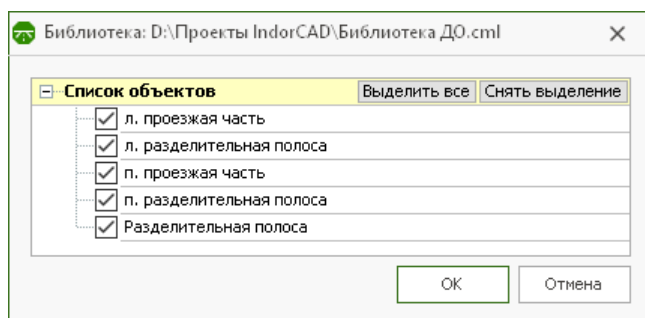 Библиотека: D:\Проекты IndorCAD\Библиотека ДО.cml
Список объектов Выделить все Снять выделение
л. проезжая часть
л. разделительная полоса
п. проезжая часть
п. разделительная полоса
Разделительная полоса
ОК Отмена